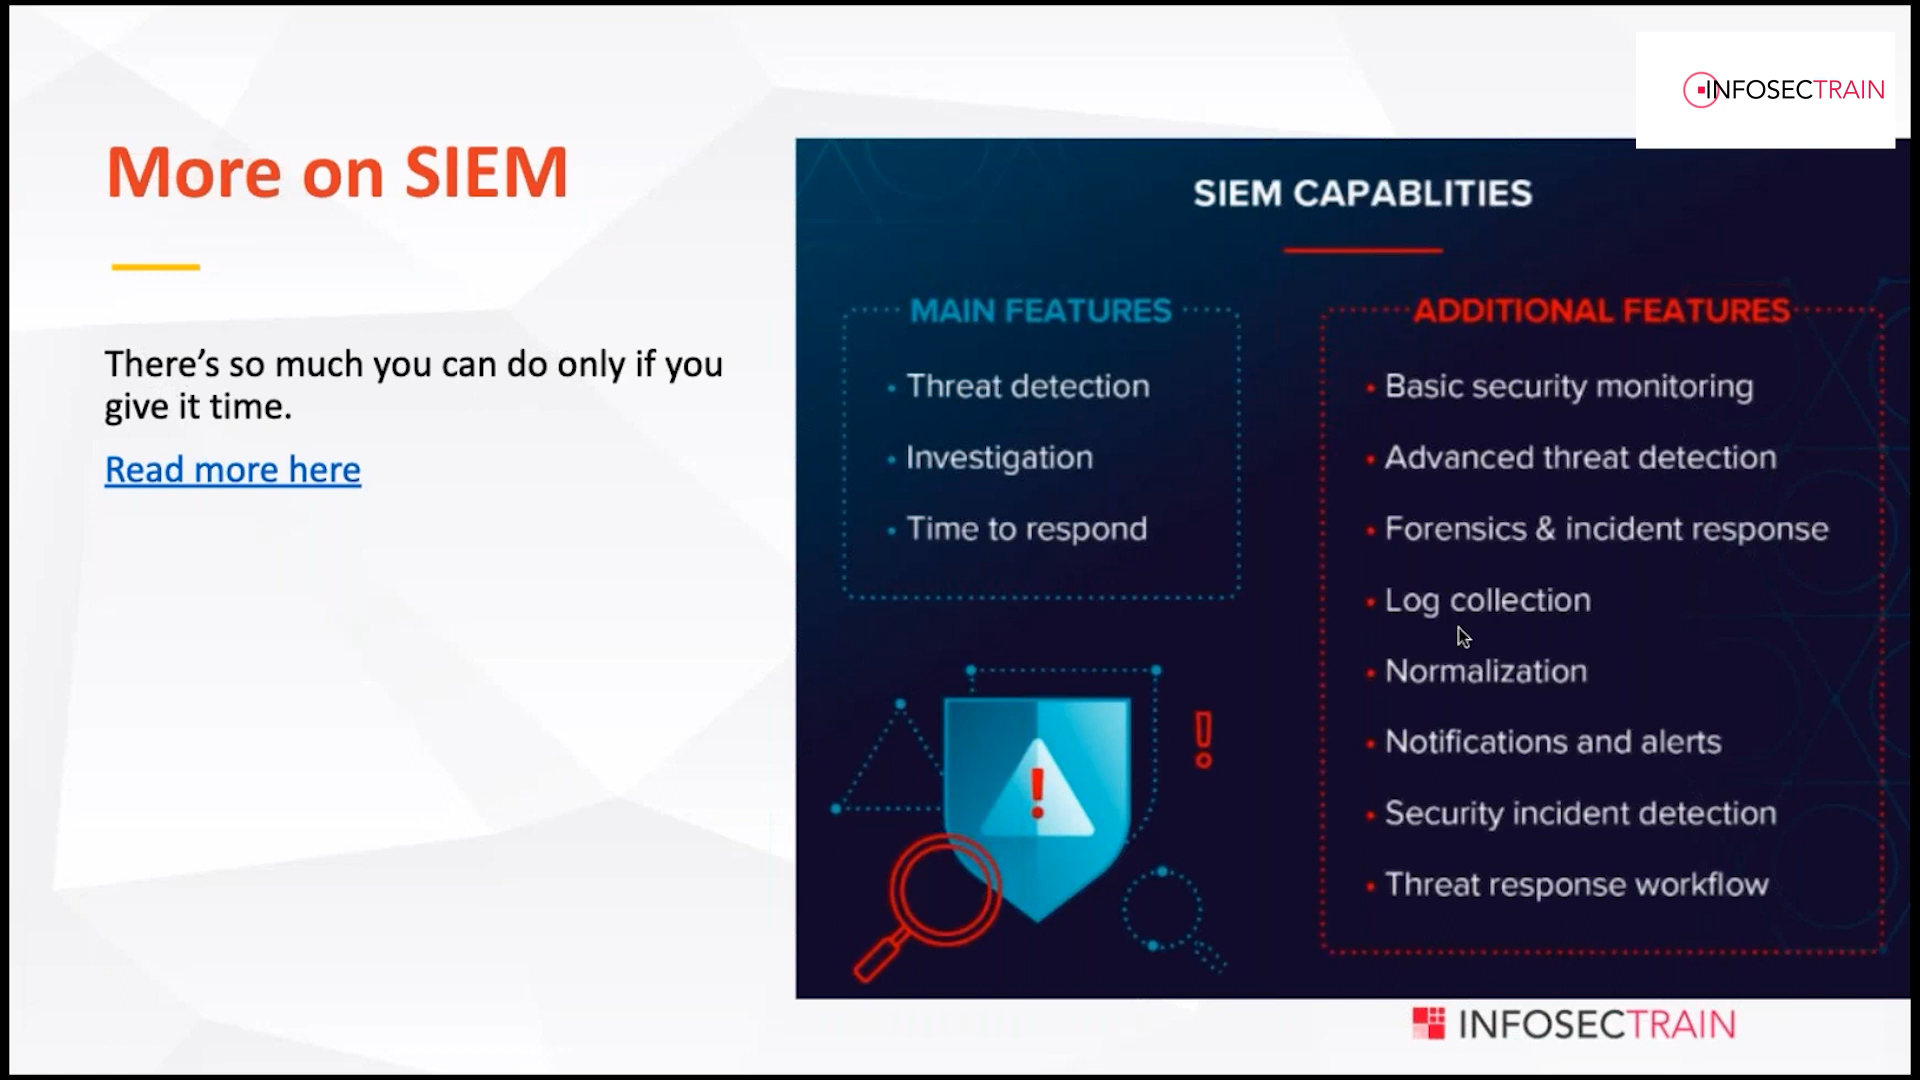 INFOSECTRAIN
More on SIEM
There’s so much you can do only if you
give it time.
Read more here
SIEM CAPABLITIES
MAIN FEATURES
• Threat detection
• Investigation
• Time to respond
ADDITIONAL FEATURES
• Basic security monitoring
• Advanced threat detection
• Forensics & incident response
• Log collection
• Normalization
• Notifications and alerts
• Security incident detection
• Threat response workflow
INFOSECTRAIN